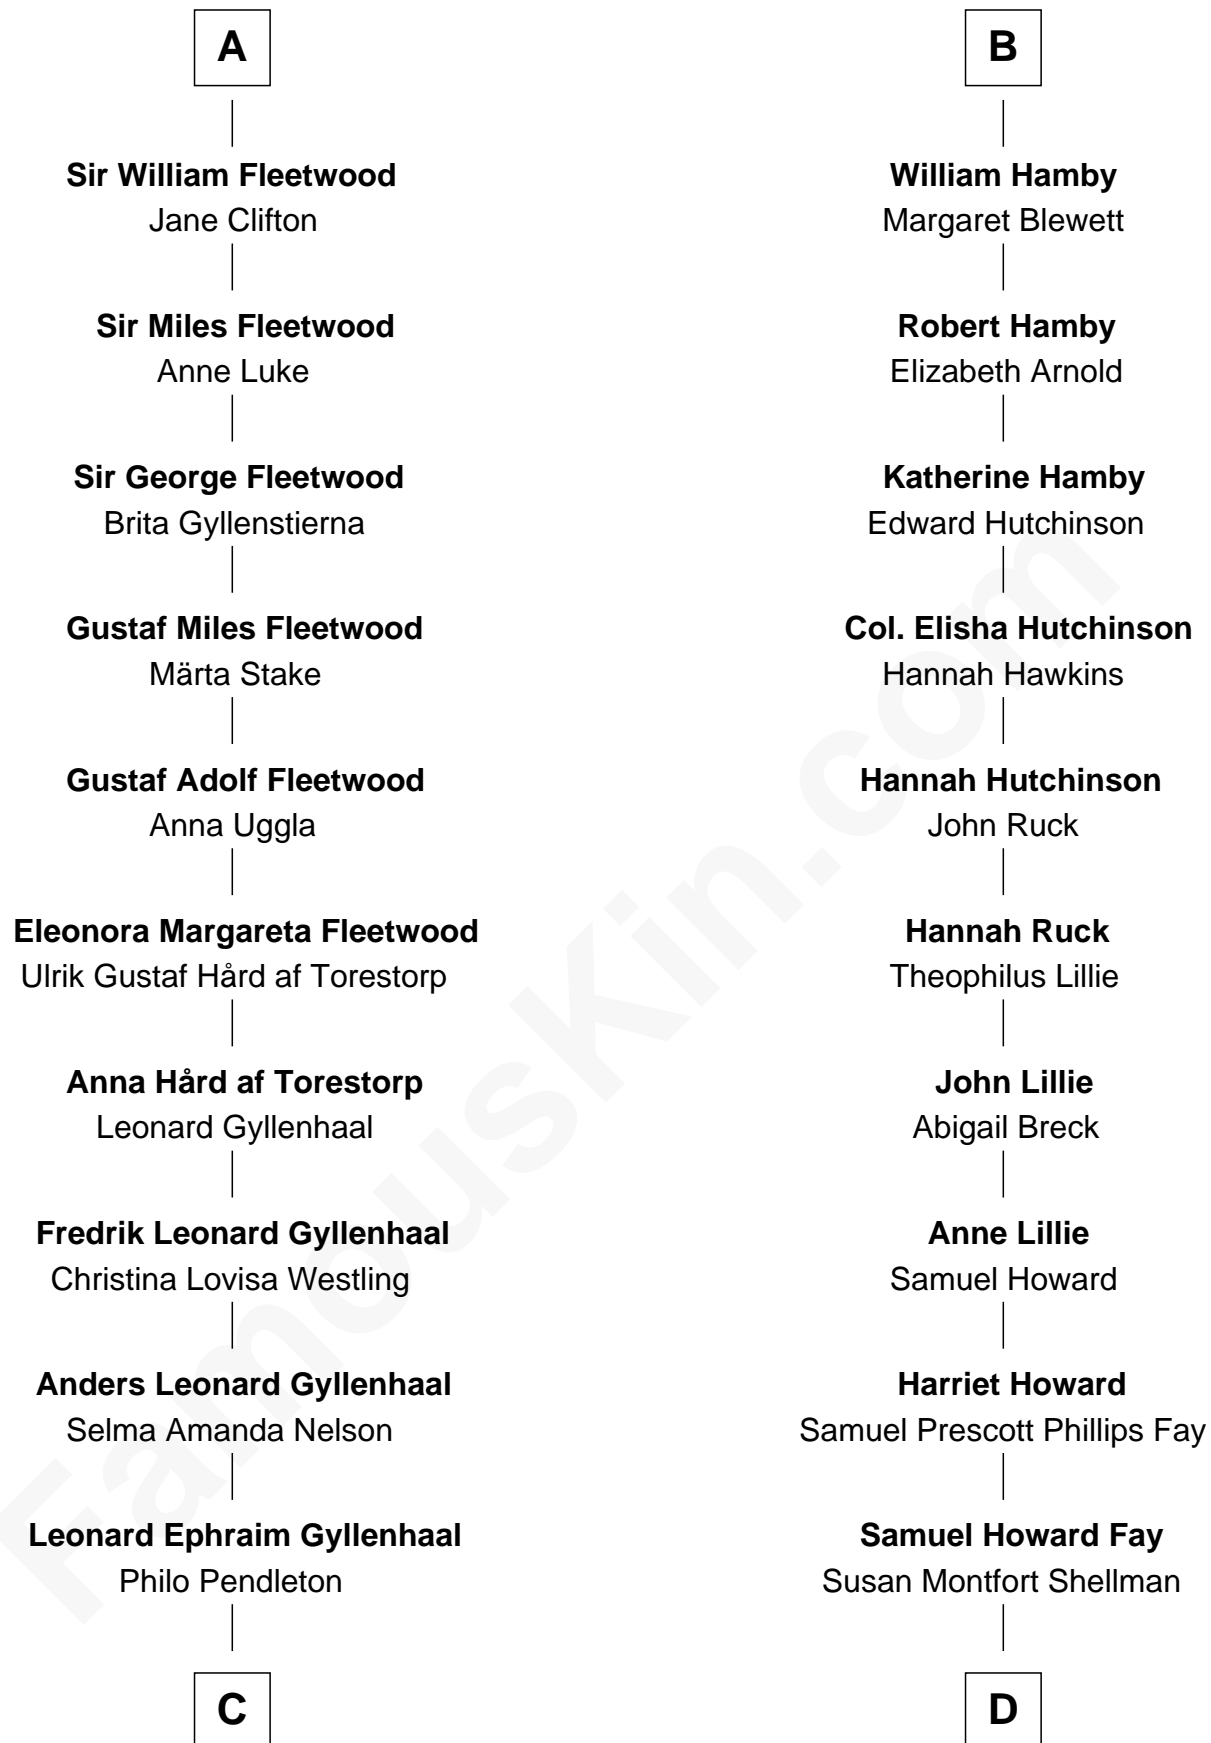 A
Sir William Fleetwood
Jane Clifton
Sir Miles Fleetwood
Anne Luke
Sir George Fleetwood
Brita Gyllenstierna
Gustaf Miles Fleetwood
Märta Stake
Gustaf Adolf Fleetwood
Anna Uggla
Eleonora Margareta Fleetwood
Ulrik Gustaf Hård af Torestorp
Anna Hård af Torestorp
Leonard Gyllenhaal
Fredrik Leonard Gyllenhaal
Christina Lovisa Westling
Anders Leonard Gyllenhaal
Selma Amanda Nelson
Leonard Ephraim Gyllenhaal
Philo Pendleton
C
B
William Hamby
Margaret Blewett
Robert Hamby
Elizabeth Arnold
Katherine Hamby
Edward Hutchinson
Col. Elisha Hutchinson
Hannah Hawkins
Hannah Hutchinson
John Ruck
Hannah Ruck
Theophilus Lillie
John Lillie
Abigail Breck
Anne Lillie
Samuel Howard
Harriet Howard
Samuel Prescott Phillips Fay
Samuel Howard Fay
Susan Montfort Shellman
D
FamousKin.com